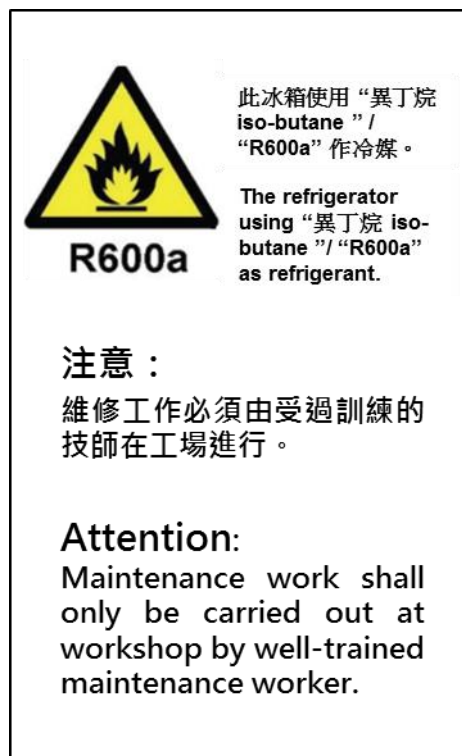 R600a
此冰箱使用 “異丁烷
iso-butane ” /
“R600a” 作冷媒。
The refrigerator
using “異丁烷 iso-
butane ”/ “R600a”
as refrigerant.
注意：
維修工作必須由受過訓練的
技師在工場進行。
Attention:
Maintenance work shall
only be carried out at
workshop by well-trained
maintenance worker.